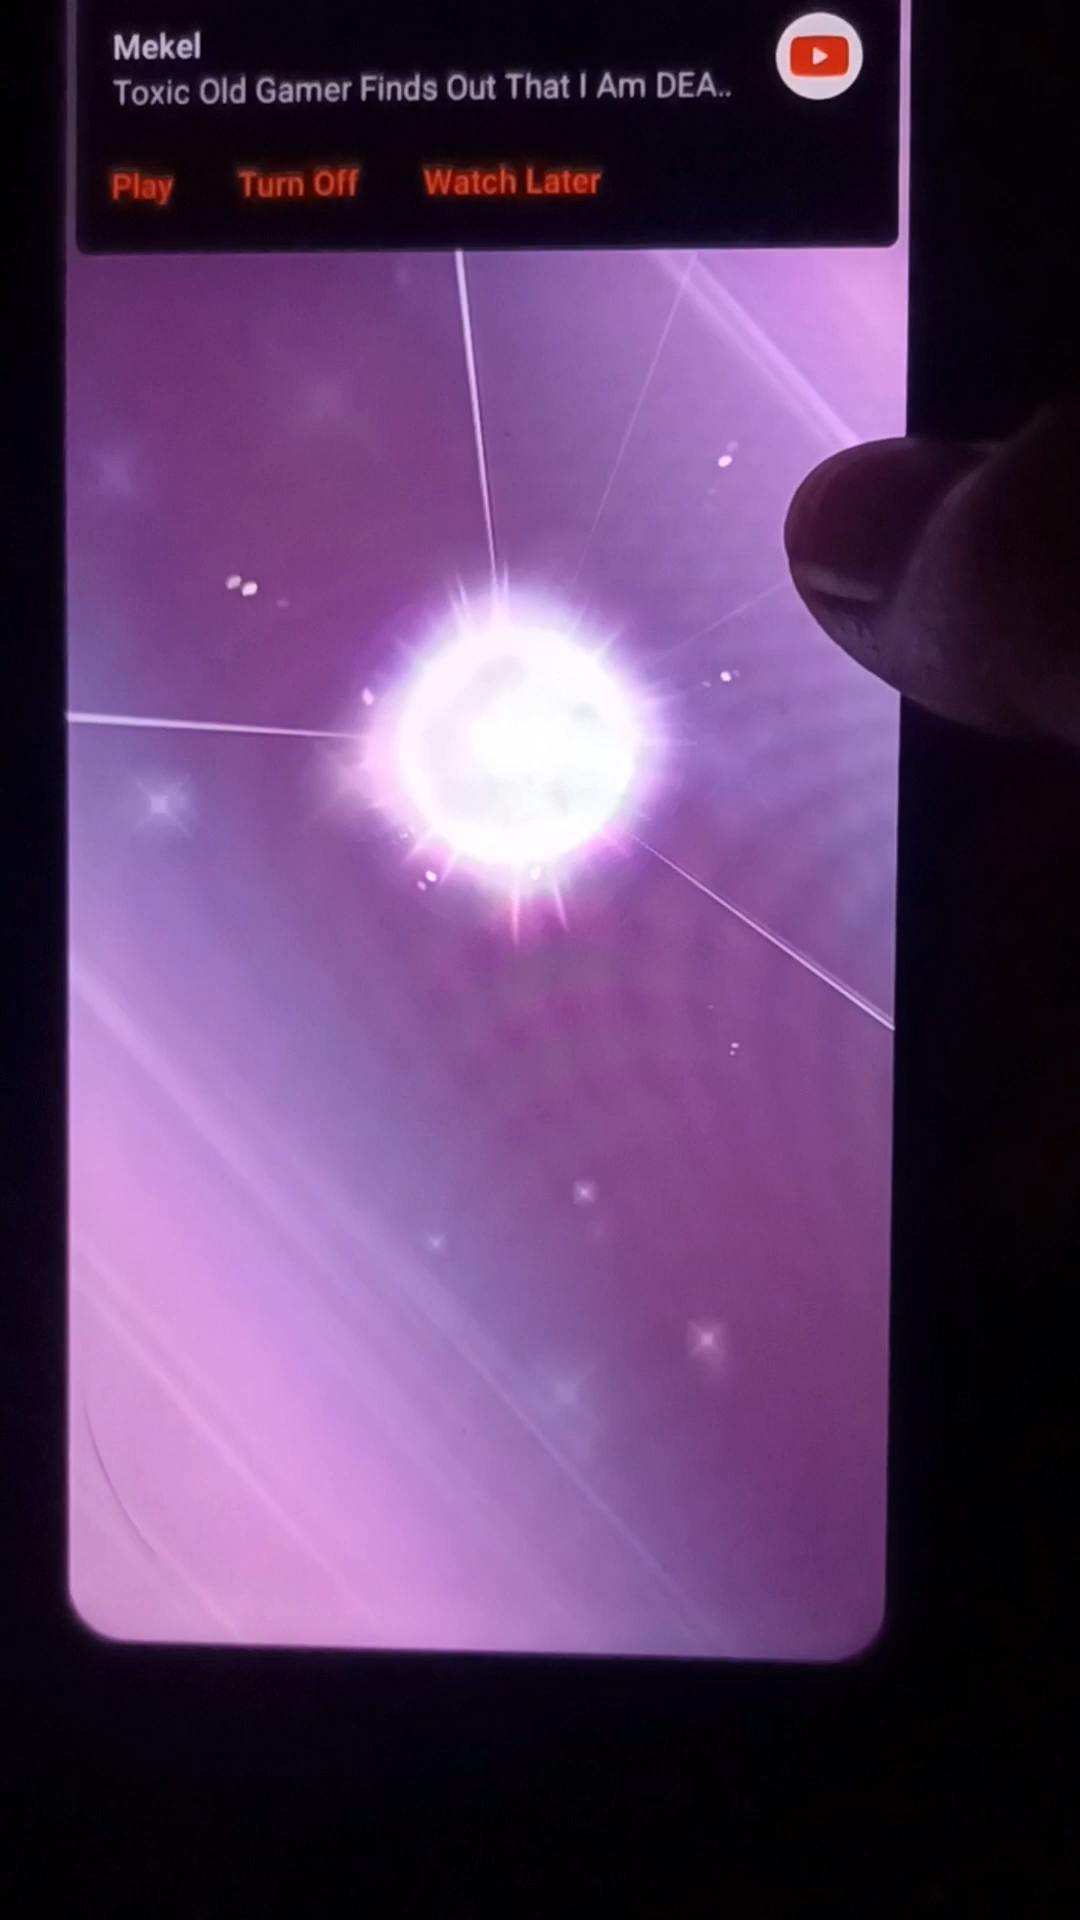 Mekel
Toxic Old Gamer Finds Out That I Am DEA..
Play Turn Off Watch Later